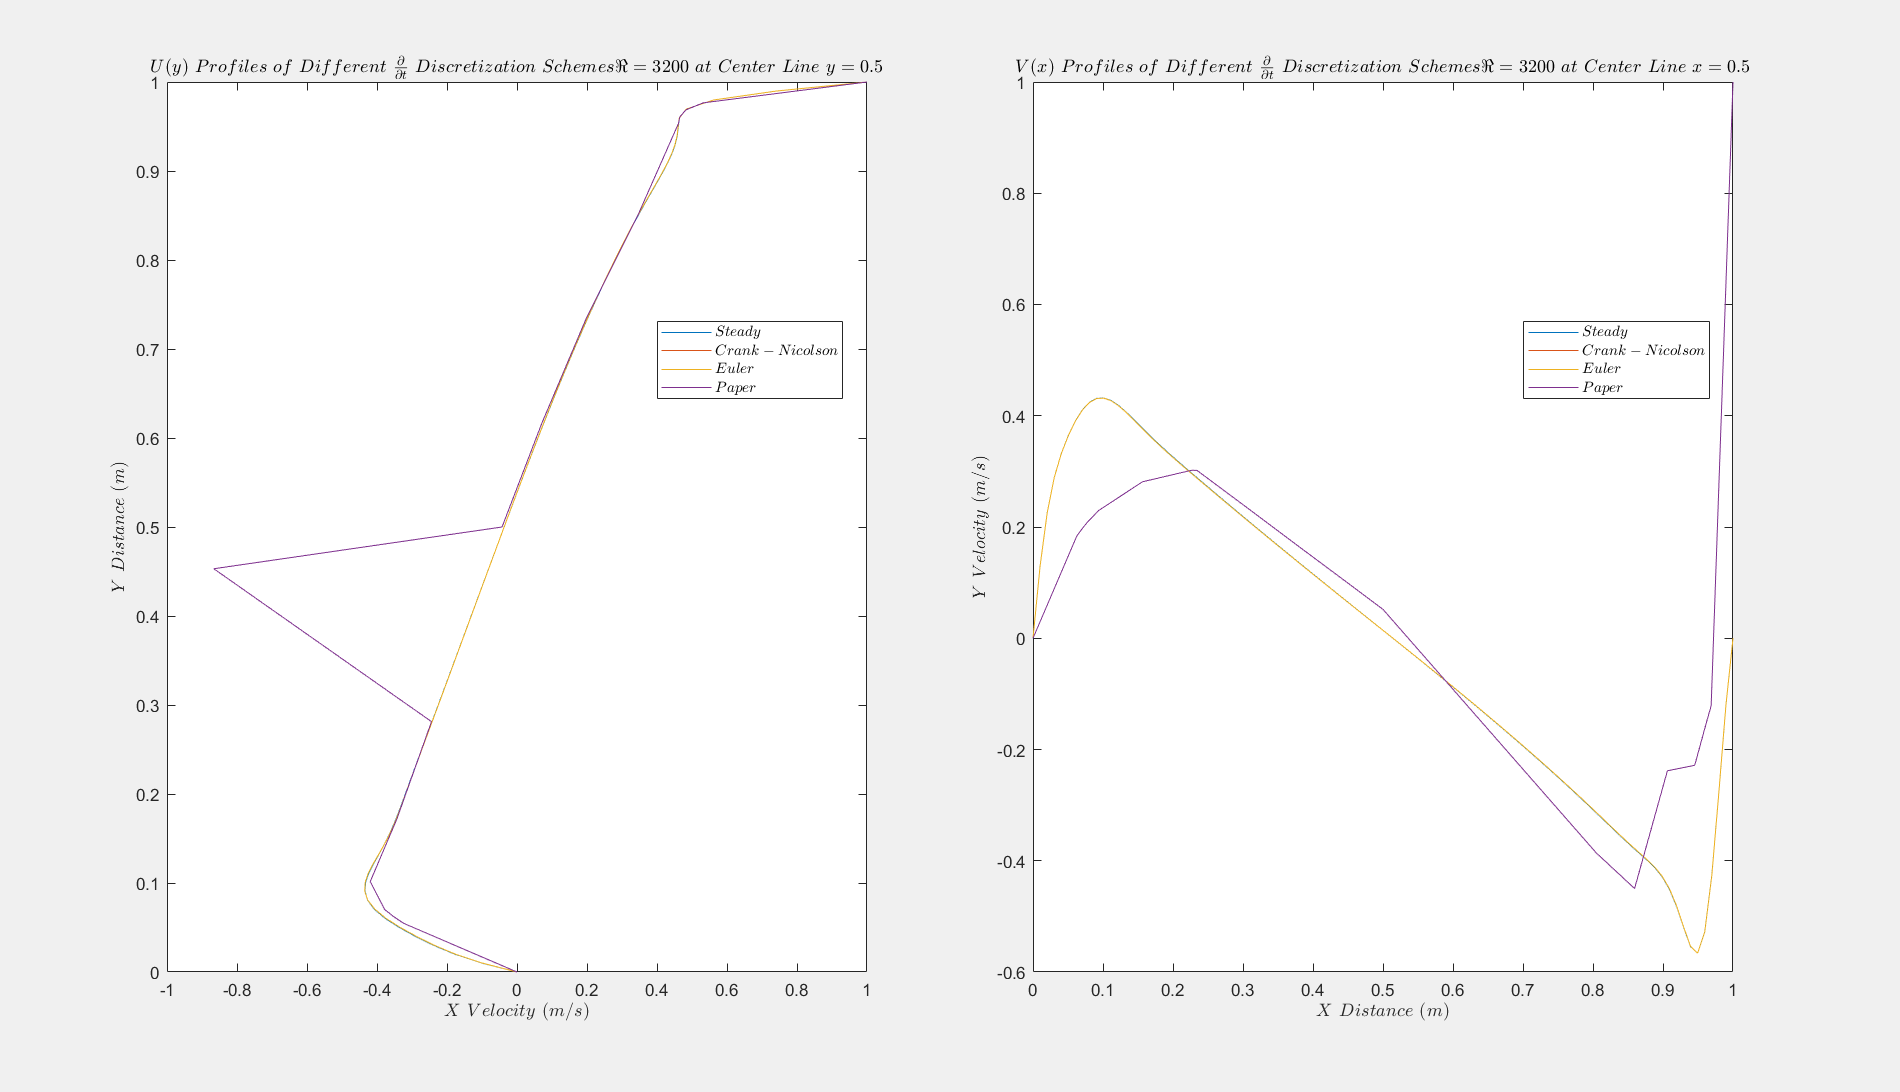 U(y) Profiles of Different ∂/∂t Discretization Schemesℜ = 3200 at Center Line y = 0.5
1
0.9
0.8
0.7
0.6
0.5
0.4
0.3
0.2
0.1
0
Y Distance (m)
Steady
Crank − Nicolson
Euler
Paper
-1 -0.8 -0.6 -0.4 -0.2 0 0.2 0.4 0.6 0.8 1
X Velocity (m/s)
V(x) Profiles of Different ∂/∂t Discretization Schemesℜ = 3200 at Center Line x = 0.5
1
0.8
0.6
0.4
0.2
0
-0.2
-0.4
-0.6
Y Velocity (m/s)
Steady
Crank − Nicolson
Euler
Paper
0 0.1 0.2 0.3 0.4 0.5 0.6 0.7 0.8 0.9 1
X Distance (m)